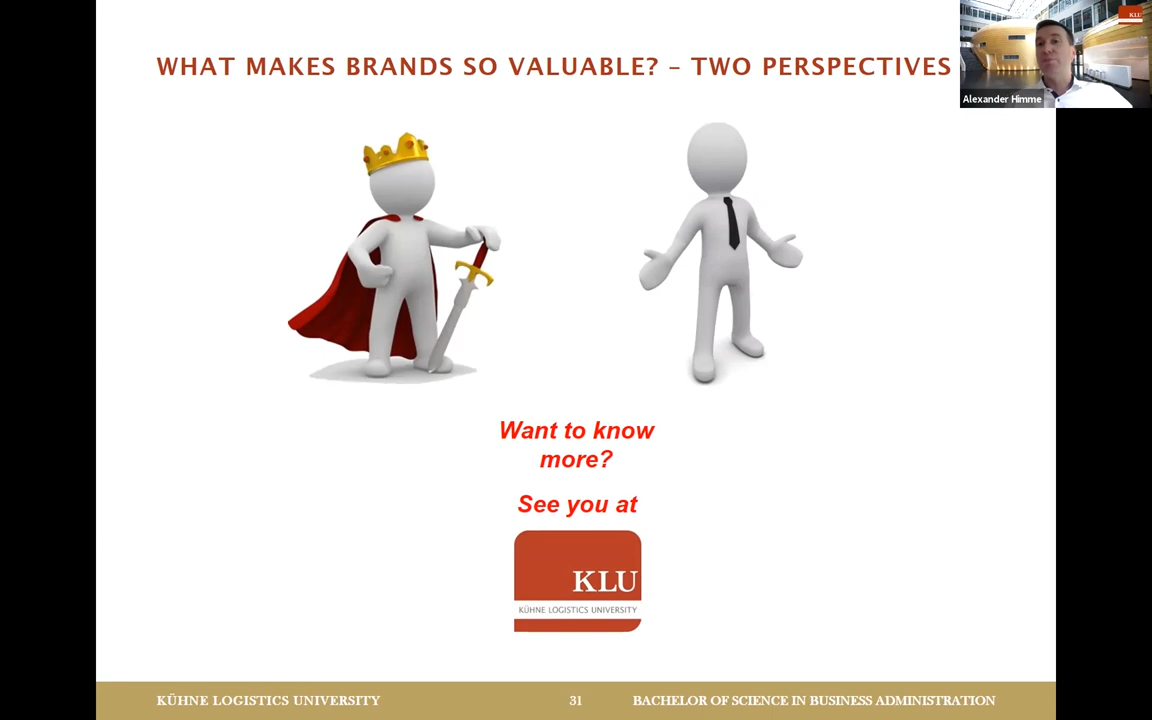 WHAT MAKES BRANDS SO VALUABLE? – TWO PERSPECTIVES
KLU
Alexander Himme
Want to know
more?
See you at
KLU
KÜHNE LOGISTICS UNIVERSITY
KÜHNE LOGISTICS UNIVERSITY
31
BACHELOR OF SCIENCE IN BUSINESS ADMINISTRATION